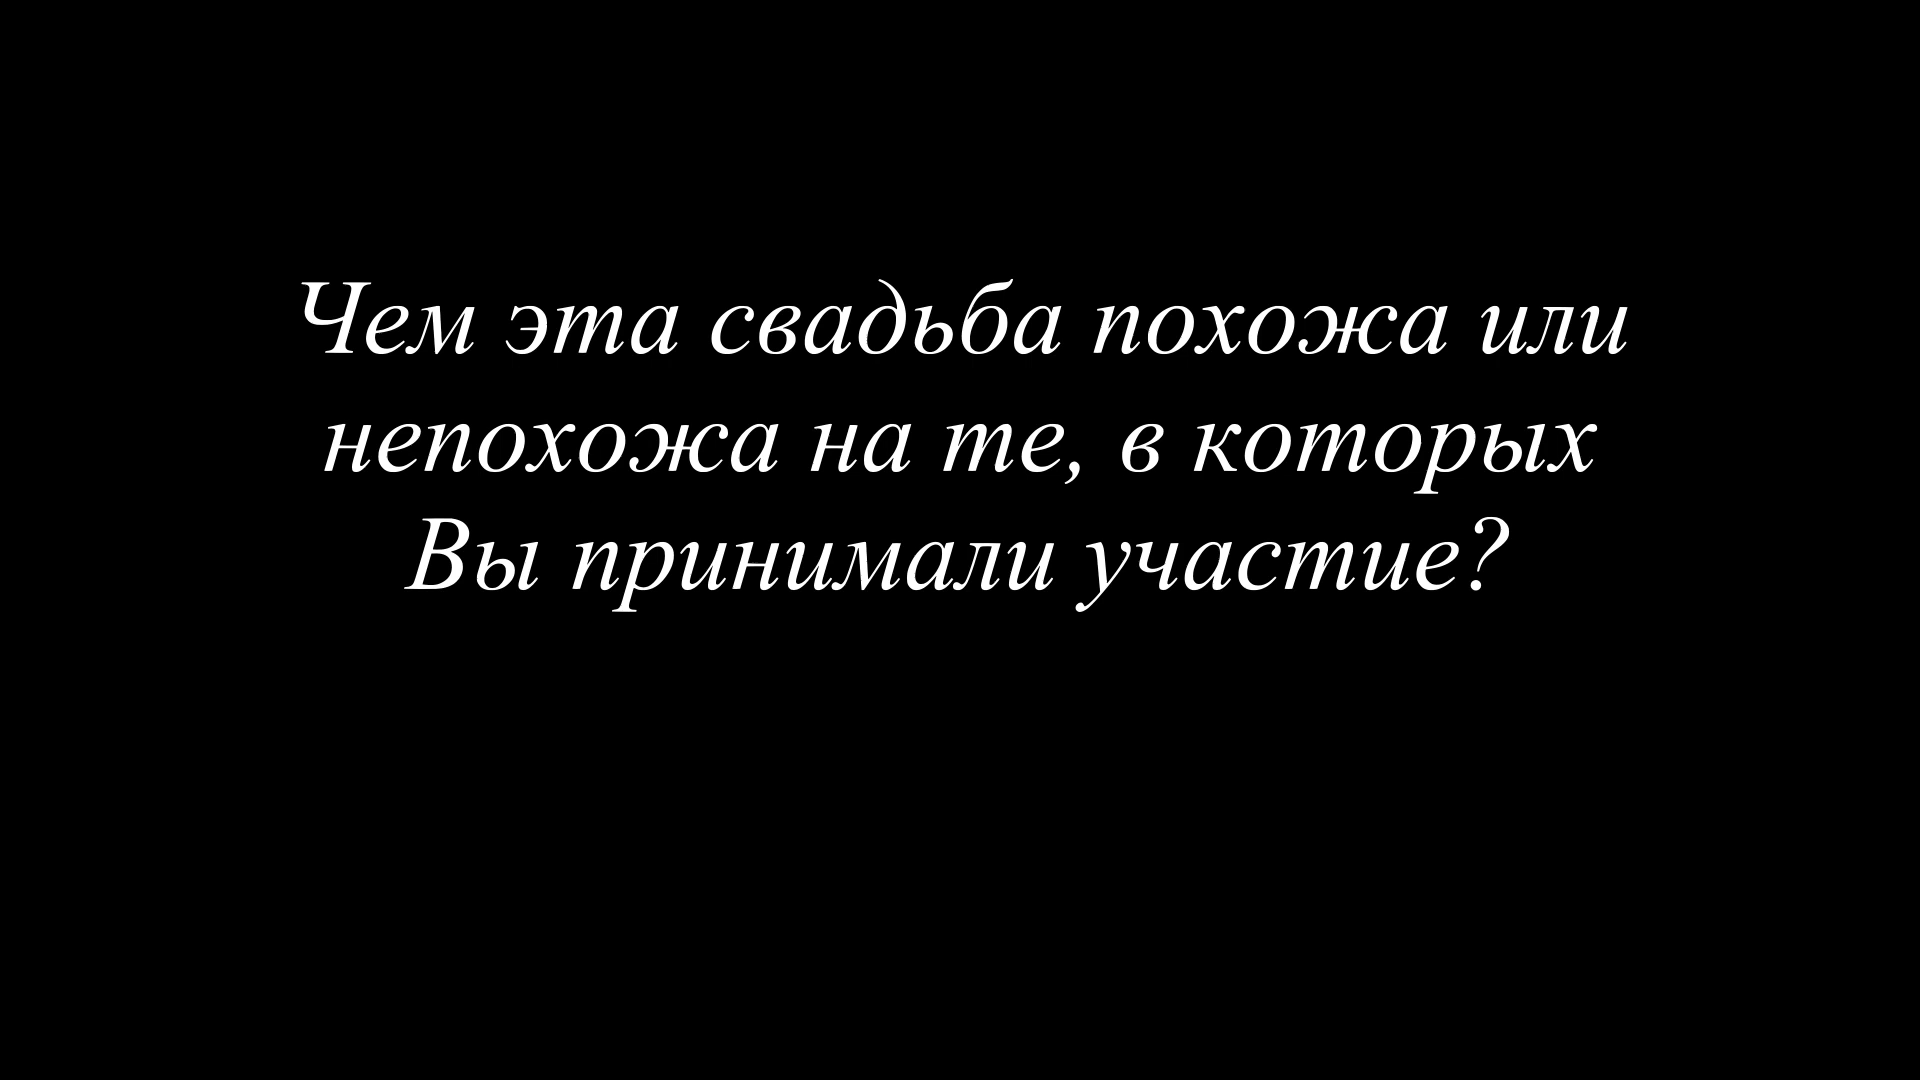 Чем эта свадьба похожа или
непохожа на те, в которых
Вы принимали участие?